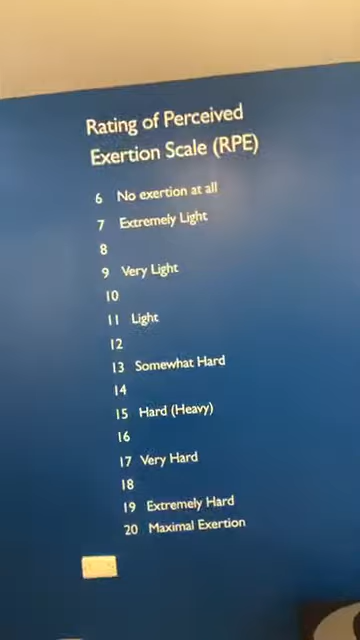 Rating of Perceived
Exertion Scale (RPE)
6 No exertion at all
7 Extremely Light
8
9 Very Light
10
11 Light
12
13 Somewhat Hard
14
15 Hard (Heavy)
16
17 Very Hard
18
19 Extremely Hard
20 Maximal Exertion